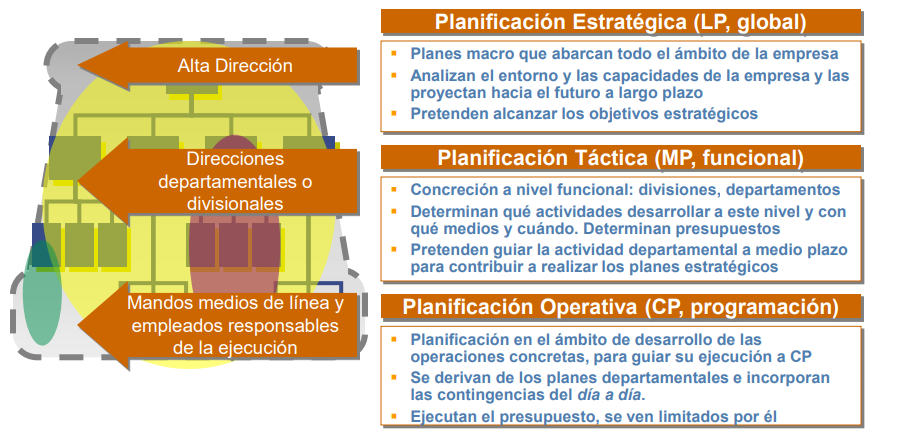 Planificación Estratégica (LP, global)
Planes macro que abarcan todo el ámbito de la empresa
Analizan el entorno y las capacidades de la empresa y las
proyectan hacia el futuro a largo plazo
Pretenden alcanzar los objetivos estratégicos
Alta Dirección
Planificación Táctica (MP, funcional)
Concreción a nivel funcional: divisiones, departamentos
Determinan qué actividades desarrollar a este nivel y con
qué medios y cuándo. Determinan presupuestos
Pretenden guiar la actividad departamental a medio plazo
para contribuir a realizar los planes estratégicos
Direcciones
departamentales o
divisionales
Planificación Operativa (CP, programación)
Planificación en el ámbito de desarrollo de las
operaciones concretas, para guiar su ejecución a CP
Se derivan de los planes departamentales e incorporan
las contingencias del día a día.
Ejecutan el presupuesto, se ven limitados por él
Mandos medios de línea y
empleados responsables
de la ejecución